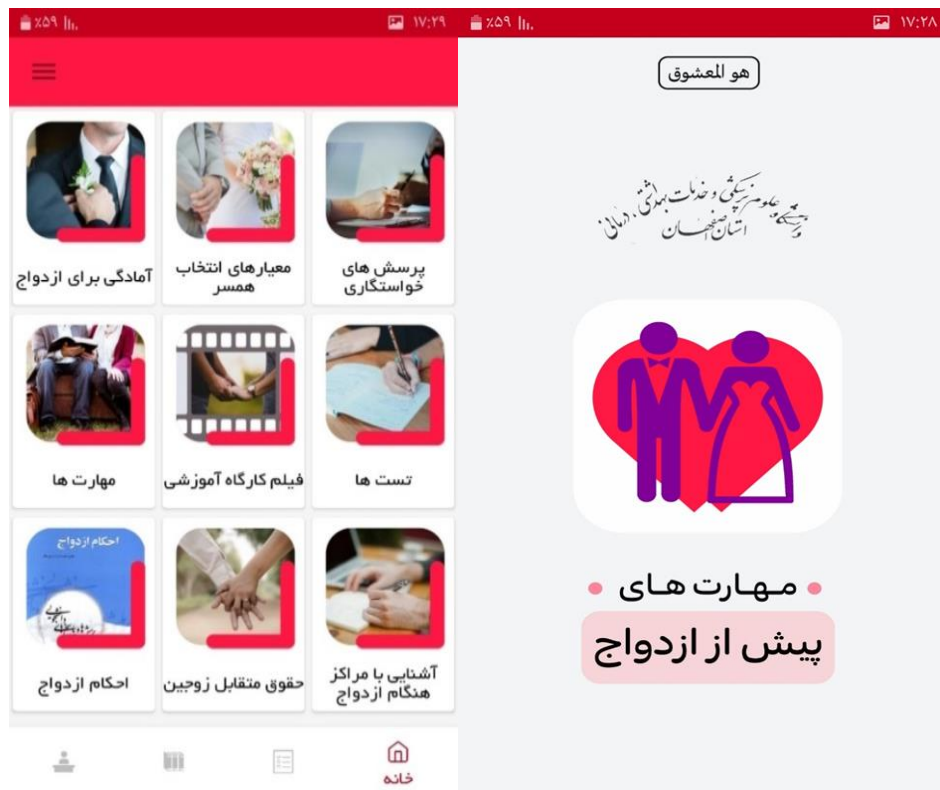 ٪۵۹
۱۷:۲۸
هو المعشوق
دانشگاه علوم پزشکی و خدمات بهداشتی ، درمانی
استان اصفهان
مهارت های
پیش از ازدواج
٪۵۹
۱۷:۲۹
پرسش های
خواستگاری
معیارهای انتخاب
همسر
آمادگی برای ازدواج
تست ها
فیلم کارگاه آموزشی
مهارت ها
احکام ازدواج
آشنایی با مراکز
هنگام ازدواج
حقوق متقابل زوجین
احکام ازدواج
خانه